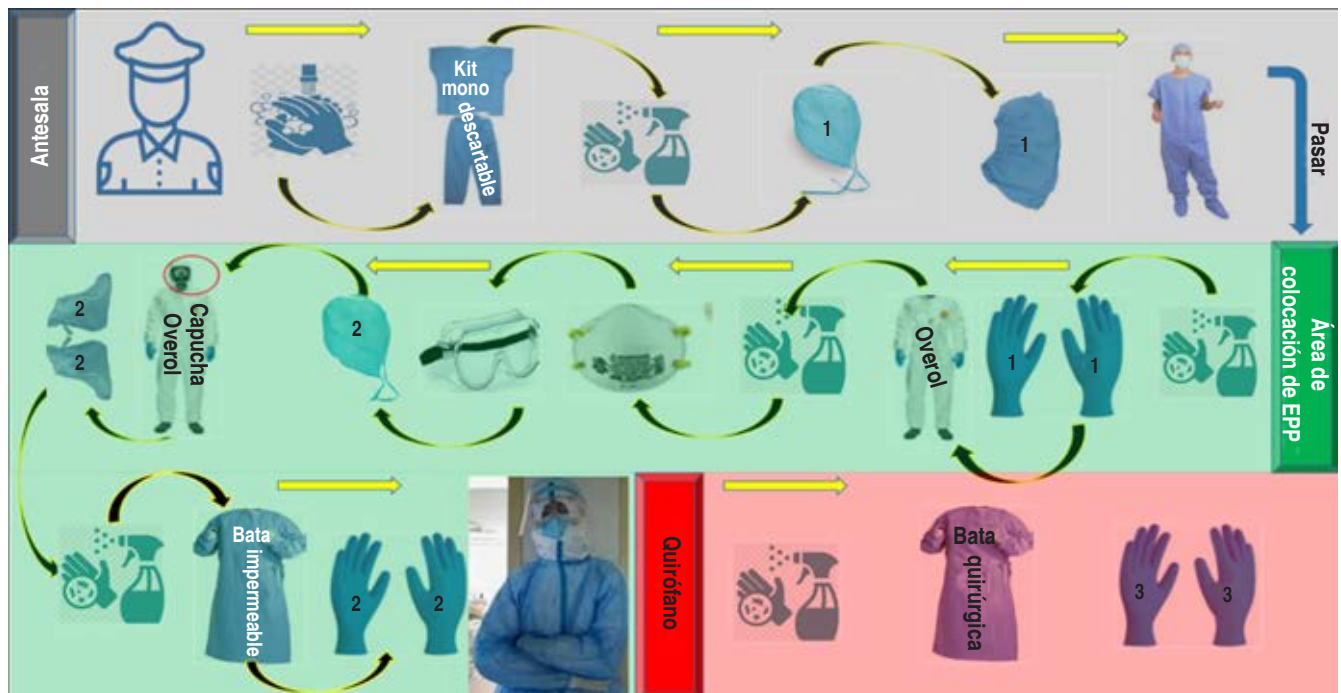 Antesala
Kit
mono
descartable
1
1
Pasar
Área de
colocación de EPP
1
1
Overol
2
Capucha
Overol
2
2
Bata
impermeable
2
2
Quirófano
Bata
quirúrgica
3
3